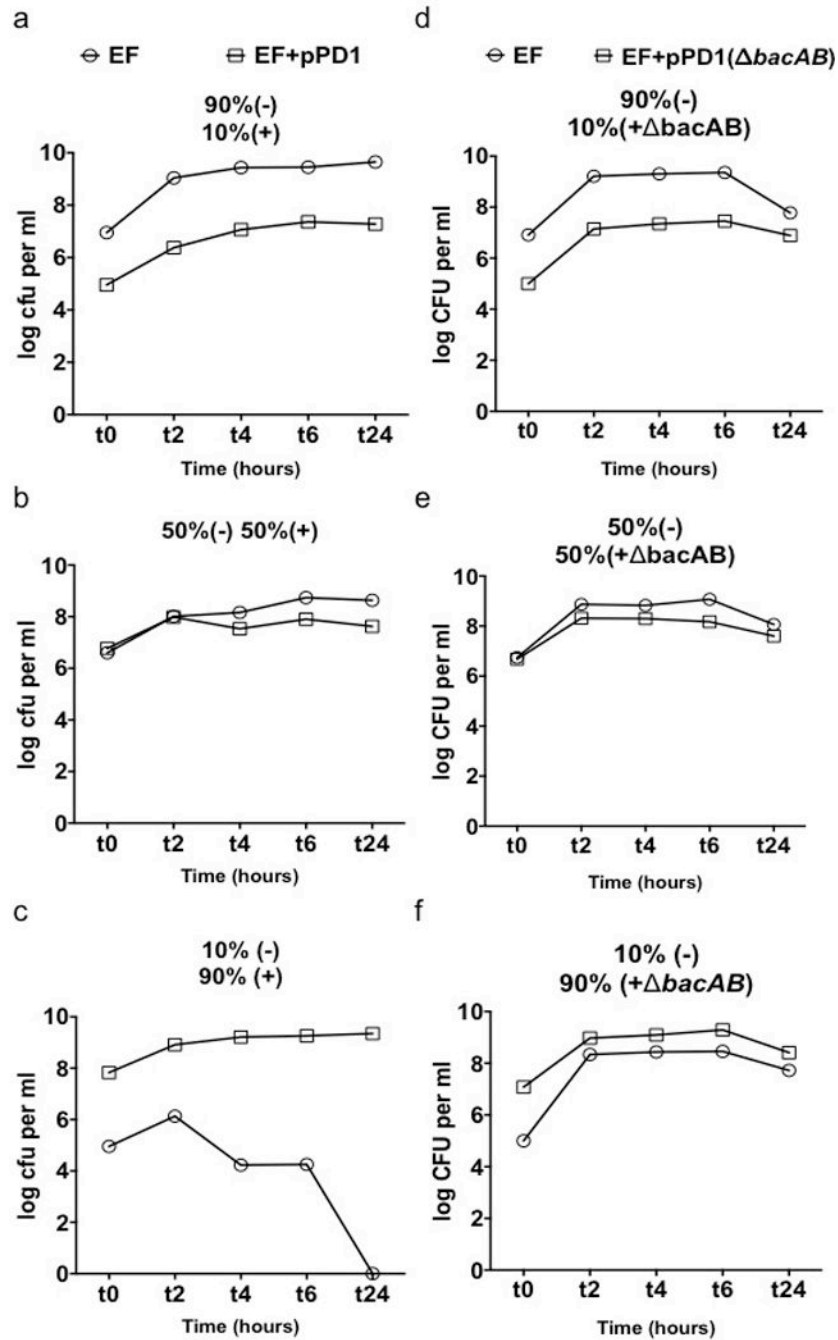 a
EF EF+pPD1
90%(-)
10%(+)
log cfu per ml
10
8
6
4
2
0
t0 t2 t4 t6 t24
Time (hours)
b
50%(-) 50%(+)
log cfu per ml
10
8
6
4
2
0
t0 t2 t4 t6 t24
Time (hours)
c
10% (-)
90% (+)
log cfu per ml
10
8
6
4
2
0
t0 t2 t4 t6 t24
Time (hours)
d
EF EF+pPD1(ΔbacAB)
90%(-)
10%(+ΔbacAB)
log CFU per ml
10
8
6
4
2
0
t0 t2 t4 t6 t24
Time (hours)
e
50%(-)
50%(+ΔbacAB)
log CFU per ml
10
8
6
4
2
0
t0 t2 t4 t6 t24
Time (hours)
f
10% (-)
90% (+ΔbacAB)
log CFU per ml
10
8
6
4
2
0
t0 t2 t4 t6 t24
Time (hours)